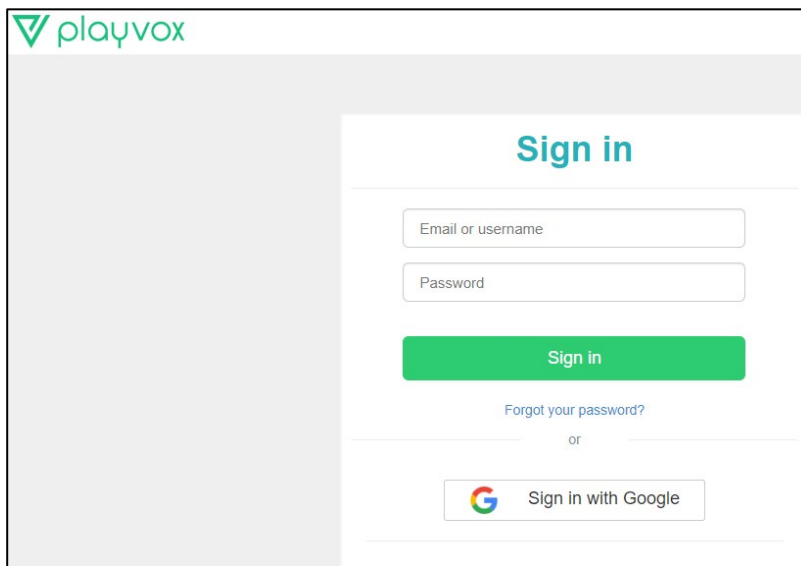 playvox
Sign in
Email or username
Password
Sign in
Forgot your password?
or
Sign in with Google